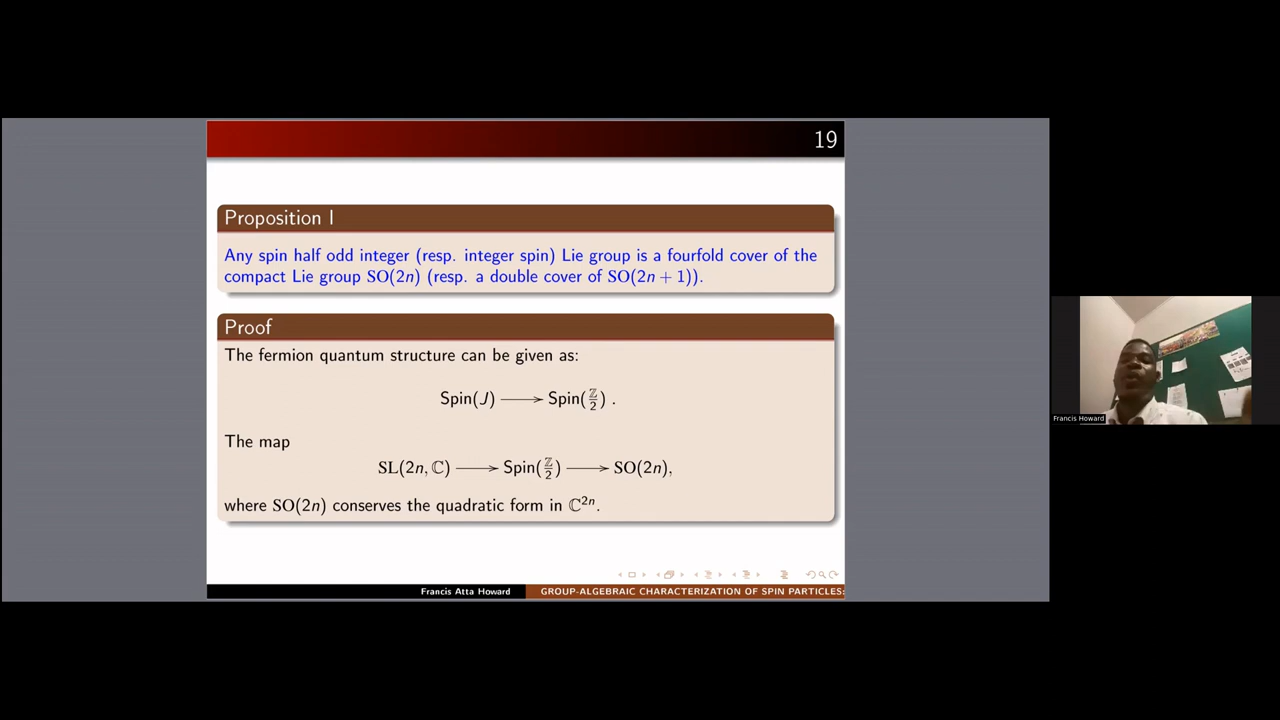 19
Proposition I
Any spin half odd integer (resp. integer spin) Lie group is a fourfold cover of the
compact Lie group SO(2n) (resp. a double cover of SO(2n + 1)).
Proof
The fermion quantum structure can be given as:
Spin(J) ⟶ Spin(ℤ/2) .
The map
SL(2n, ℂ) ⟶ Spin(ℤ/2) ⟶ SO(2n),
where SO(2n) conserves the quadratic form in ℂ²ⁿ.
Francis Atta Howard
GROUP-ALGEBRAIC CHARACTERIZATION OF SPIN PARTICLES:
Francis Howard